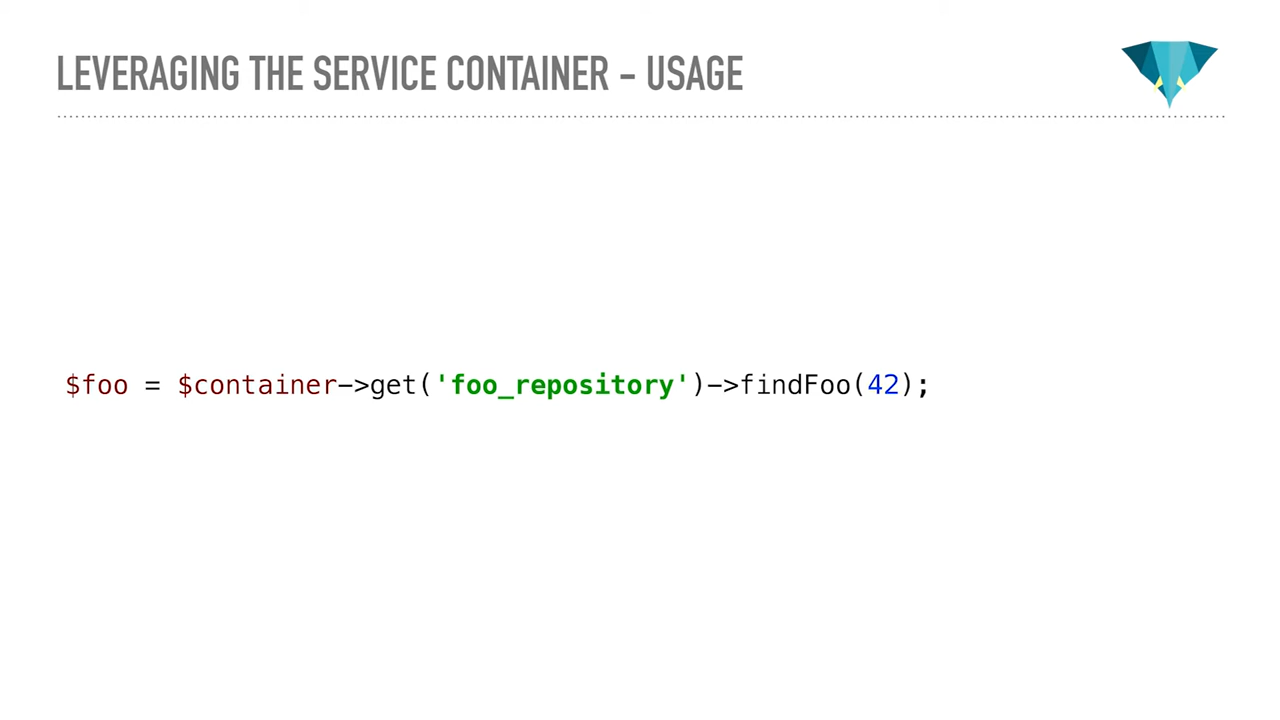 LEVERAGING THE SERVICE CONTAINER - USAGE
$foo = $container->get('foo_repository')->findFoo(42);